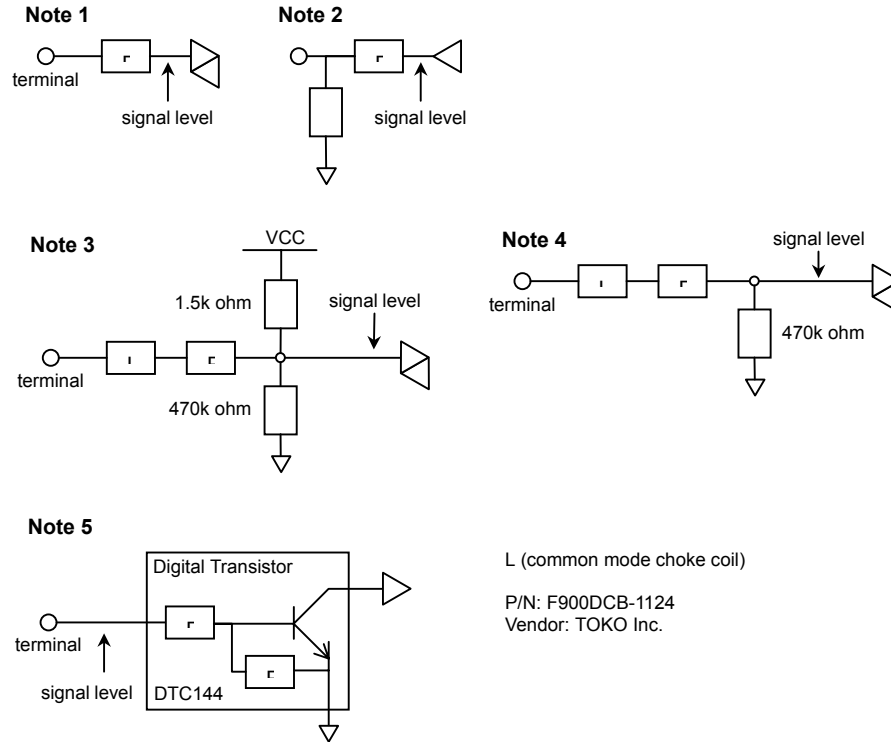 Note 1
Note 2
terminal
signal level
signal level
Note 3
VCC
Note 4
signal level
1.5k ohm
signal level
terminal
470k ohm
terminal
470k ohm
Note 5
Digital Transistor
L (common mode choke coil)
P/N: F900DCB-1124
Vendor: TOKO Inc.
terminal
signal level
DTC144